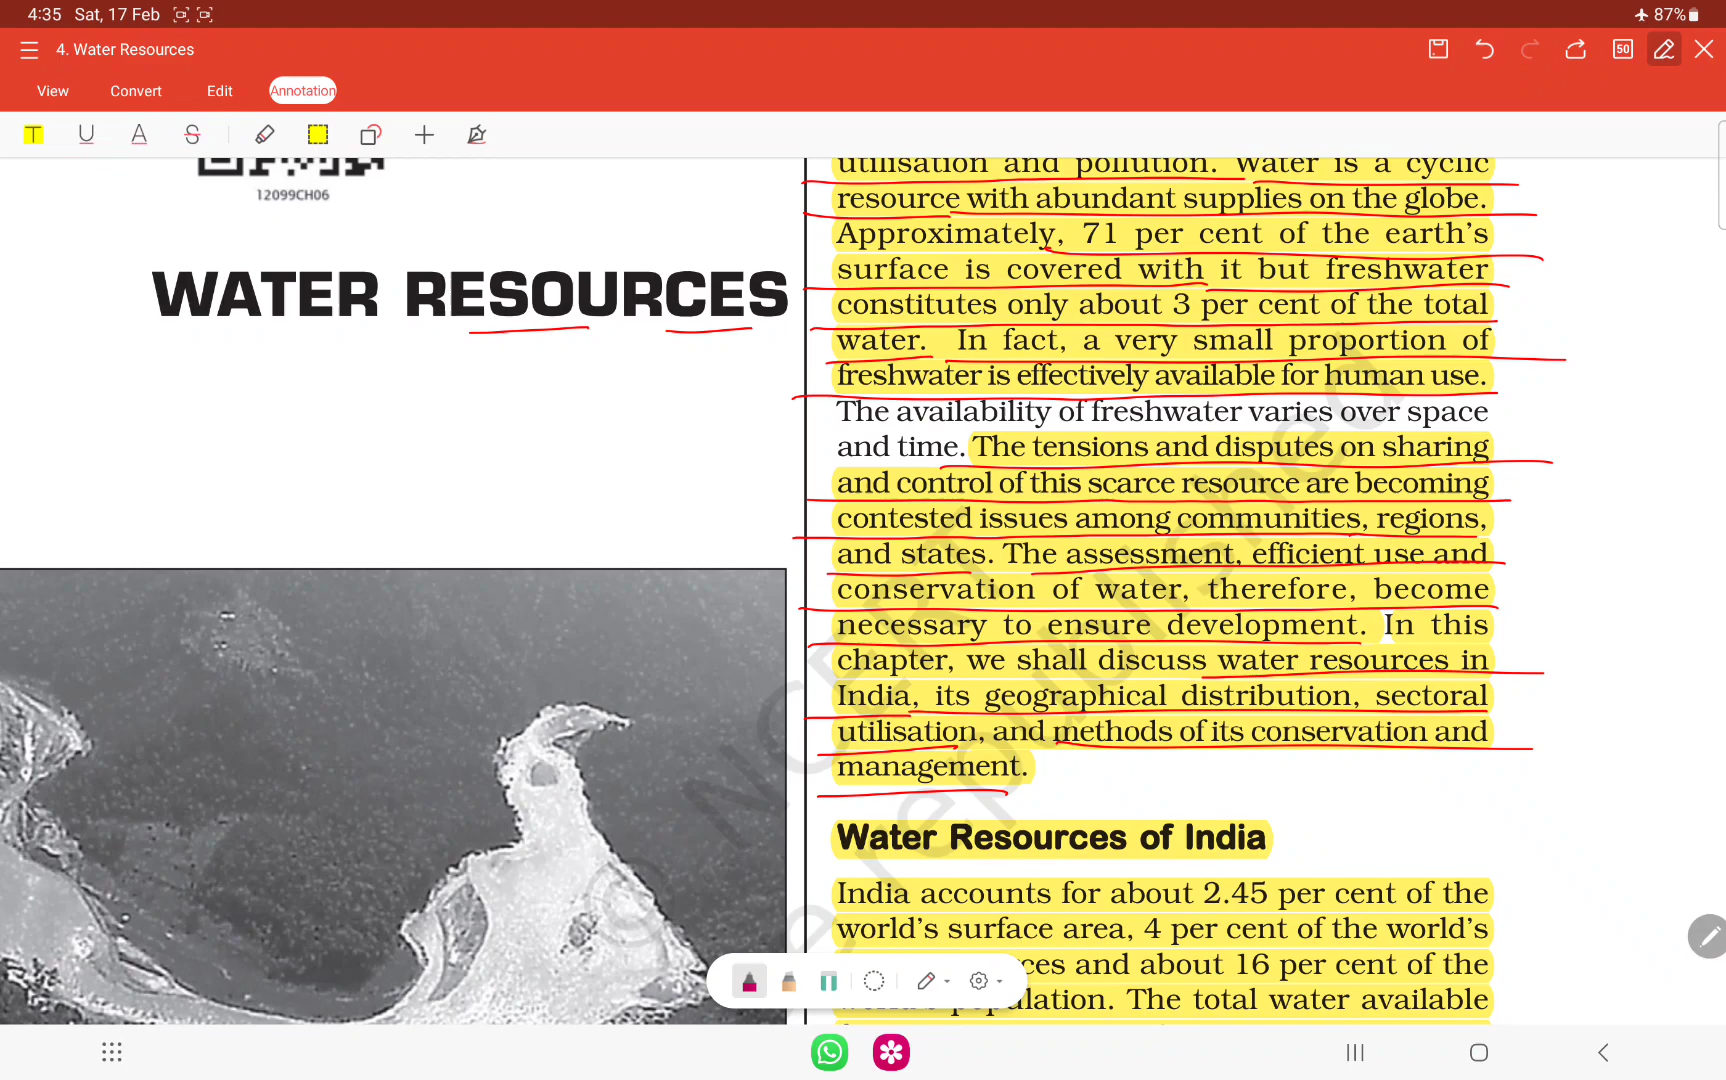 4:35 Sat, 17 Feb
87%
4. Water Resources
50
View Convert Edit Annotation
T U A S
12099CH06
WATER RESOURCES
utilisation and pollution. Water is a cyclic
resource with abundant supplies on the globe.
Approximately, 71 per cent of the earth's
surface is covered with it but freshwater
constitutes only about 3 per cent of the total
water. In fact, a very small proportion of
freshwater is effectively available for human use.
The availability of freshwater varies over space
and time. The tensions and disputes on sharing
and control of this scarce resource are becoming
contested issues among communities, regions,
and states. The assessment, efficient use and
conservation of water, therefore, become
necessary to ensure development. In this
chapter, we shall discuss water resources in
India, its geographical distribution, sectoral
utilisation, and methods of its conservation and
management.
Water Resources of India
India accounts for about 2.45 per cent of the
world's surface area, 4 per cent of the world's
and about 16 per cent of the
The total water available
© NCERT
republished